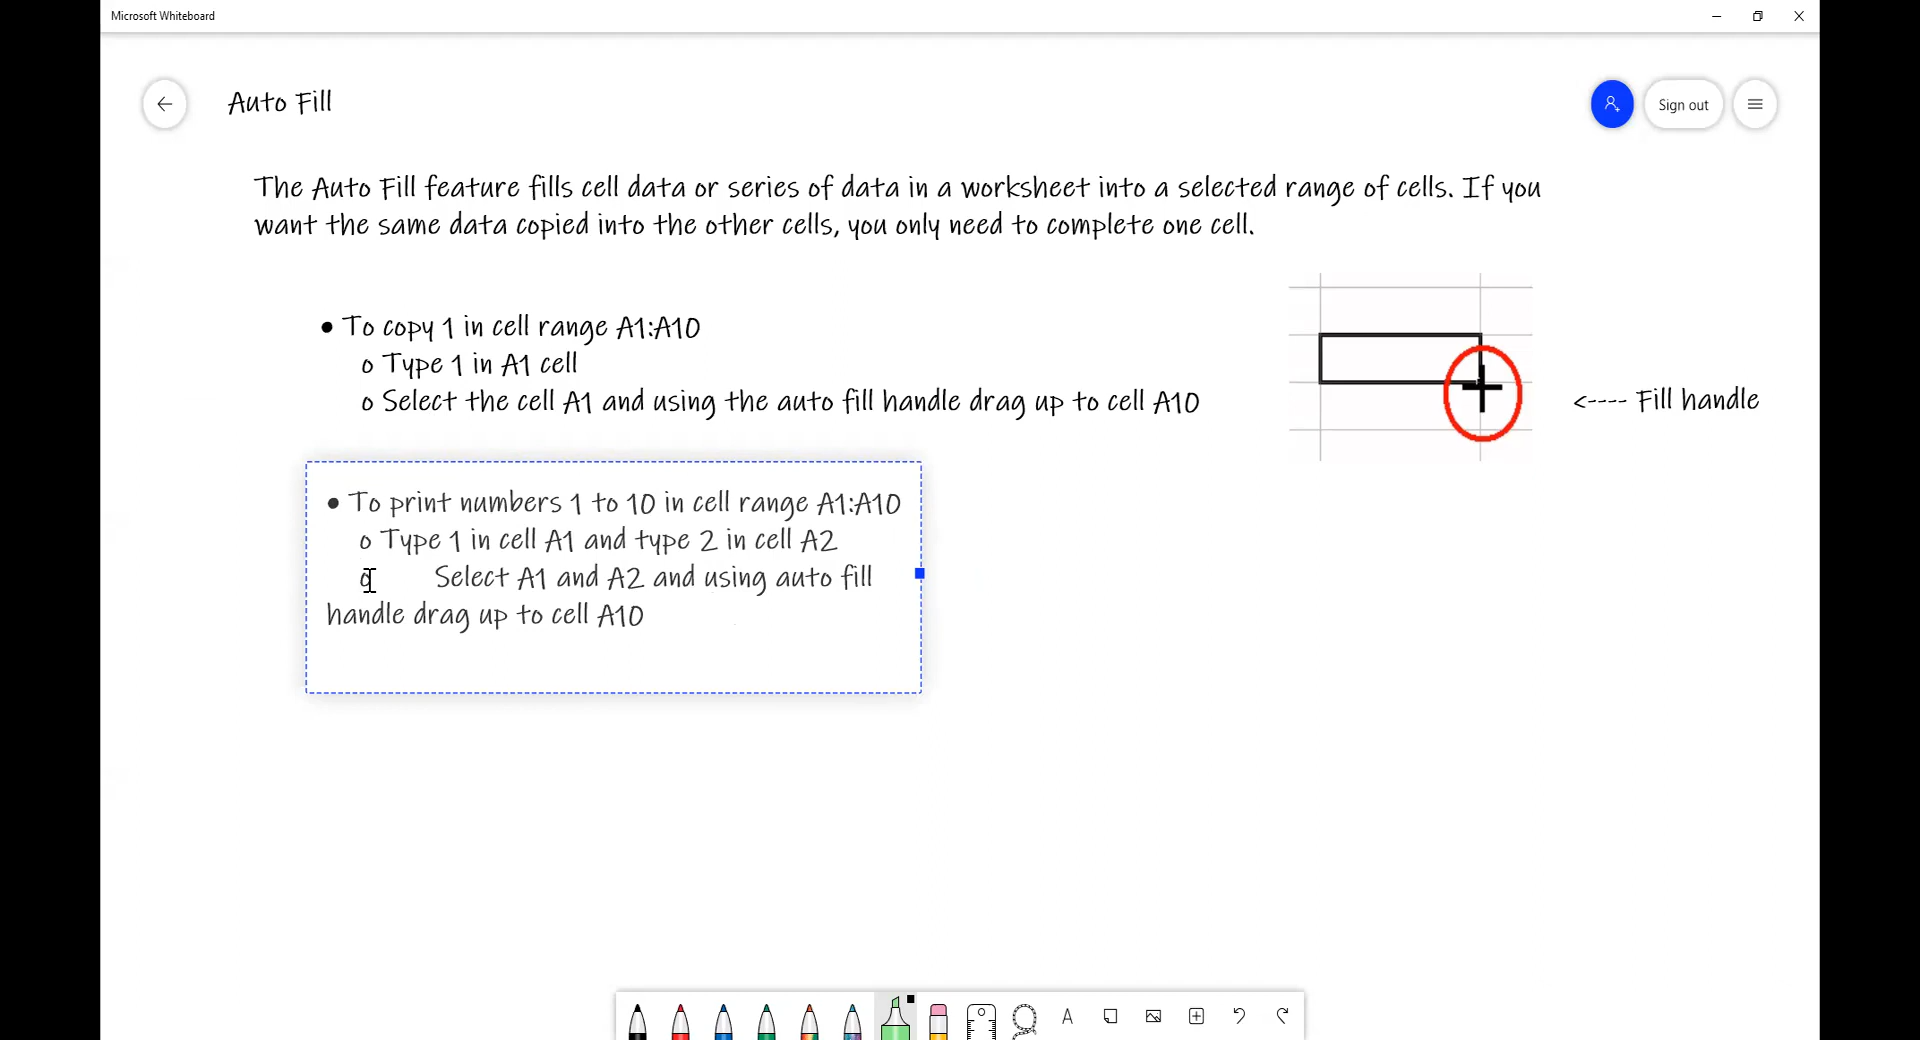 Microsoft Whiteboard
Auto Fill
Sign out
The Auto Fill feature fills cell data or series of data in a worksheet into a selected range of cells. If you
want the same data copied into the other cells, you only need to complete one cell.
• To copy 1 in cell range A1:A10
o Type 1 in A1 cell
o Select the cell A1 and using the auto fill handle drag up to cell A10
<---- Fill handle
• To print numbers 1 to 10 in cell range A1:A10
o Type 1 in cell A1 and type 2 in cell A2
o Select A1 and A2 and using auto fill
handle drag up to cell A10
A